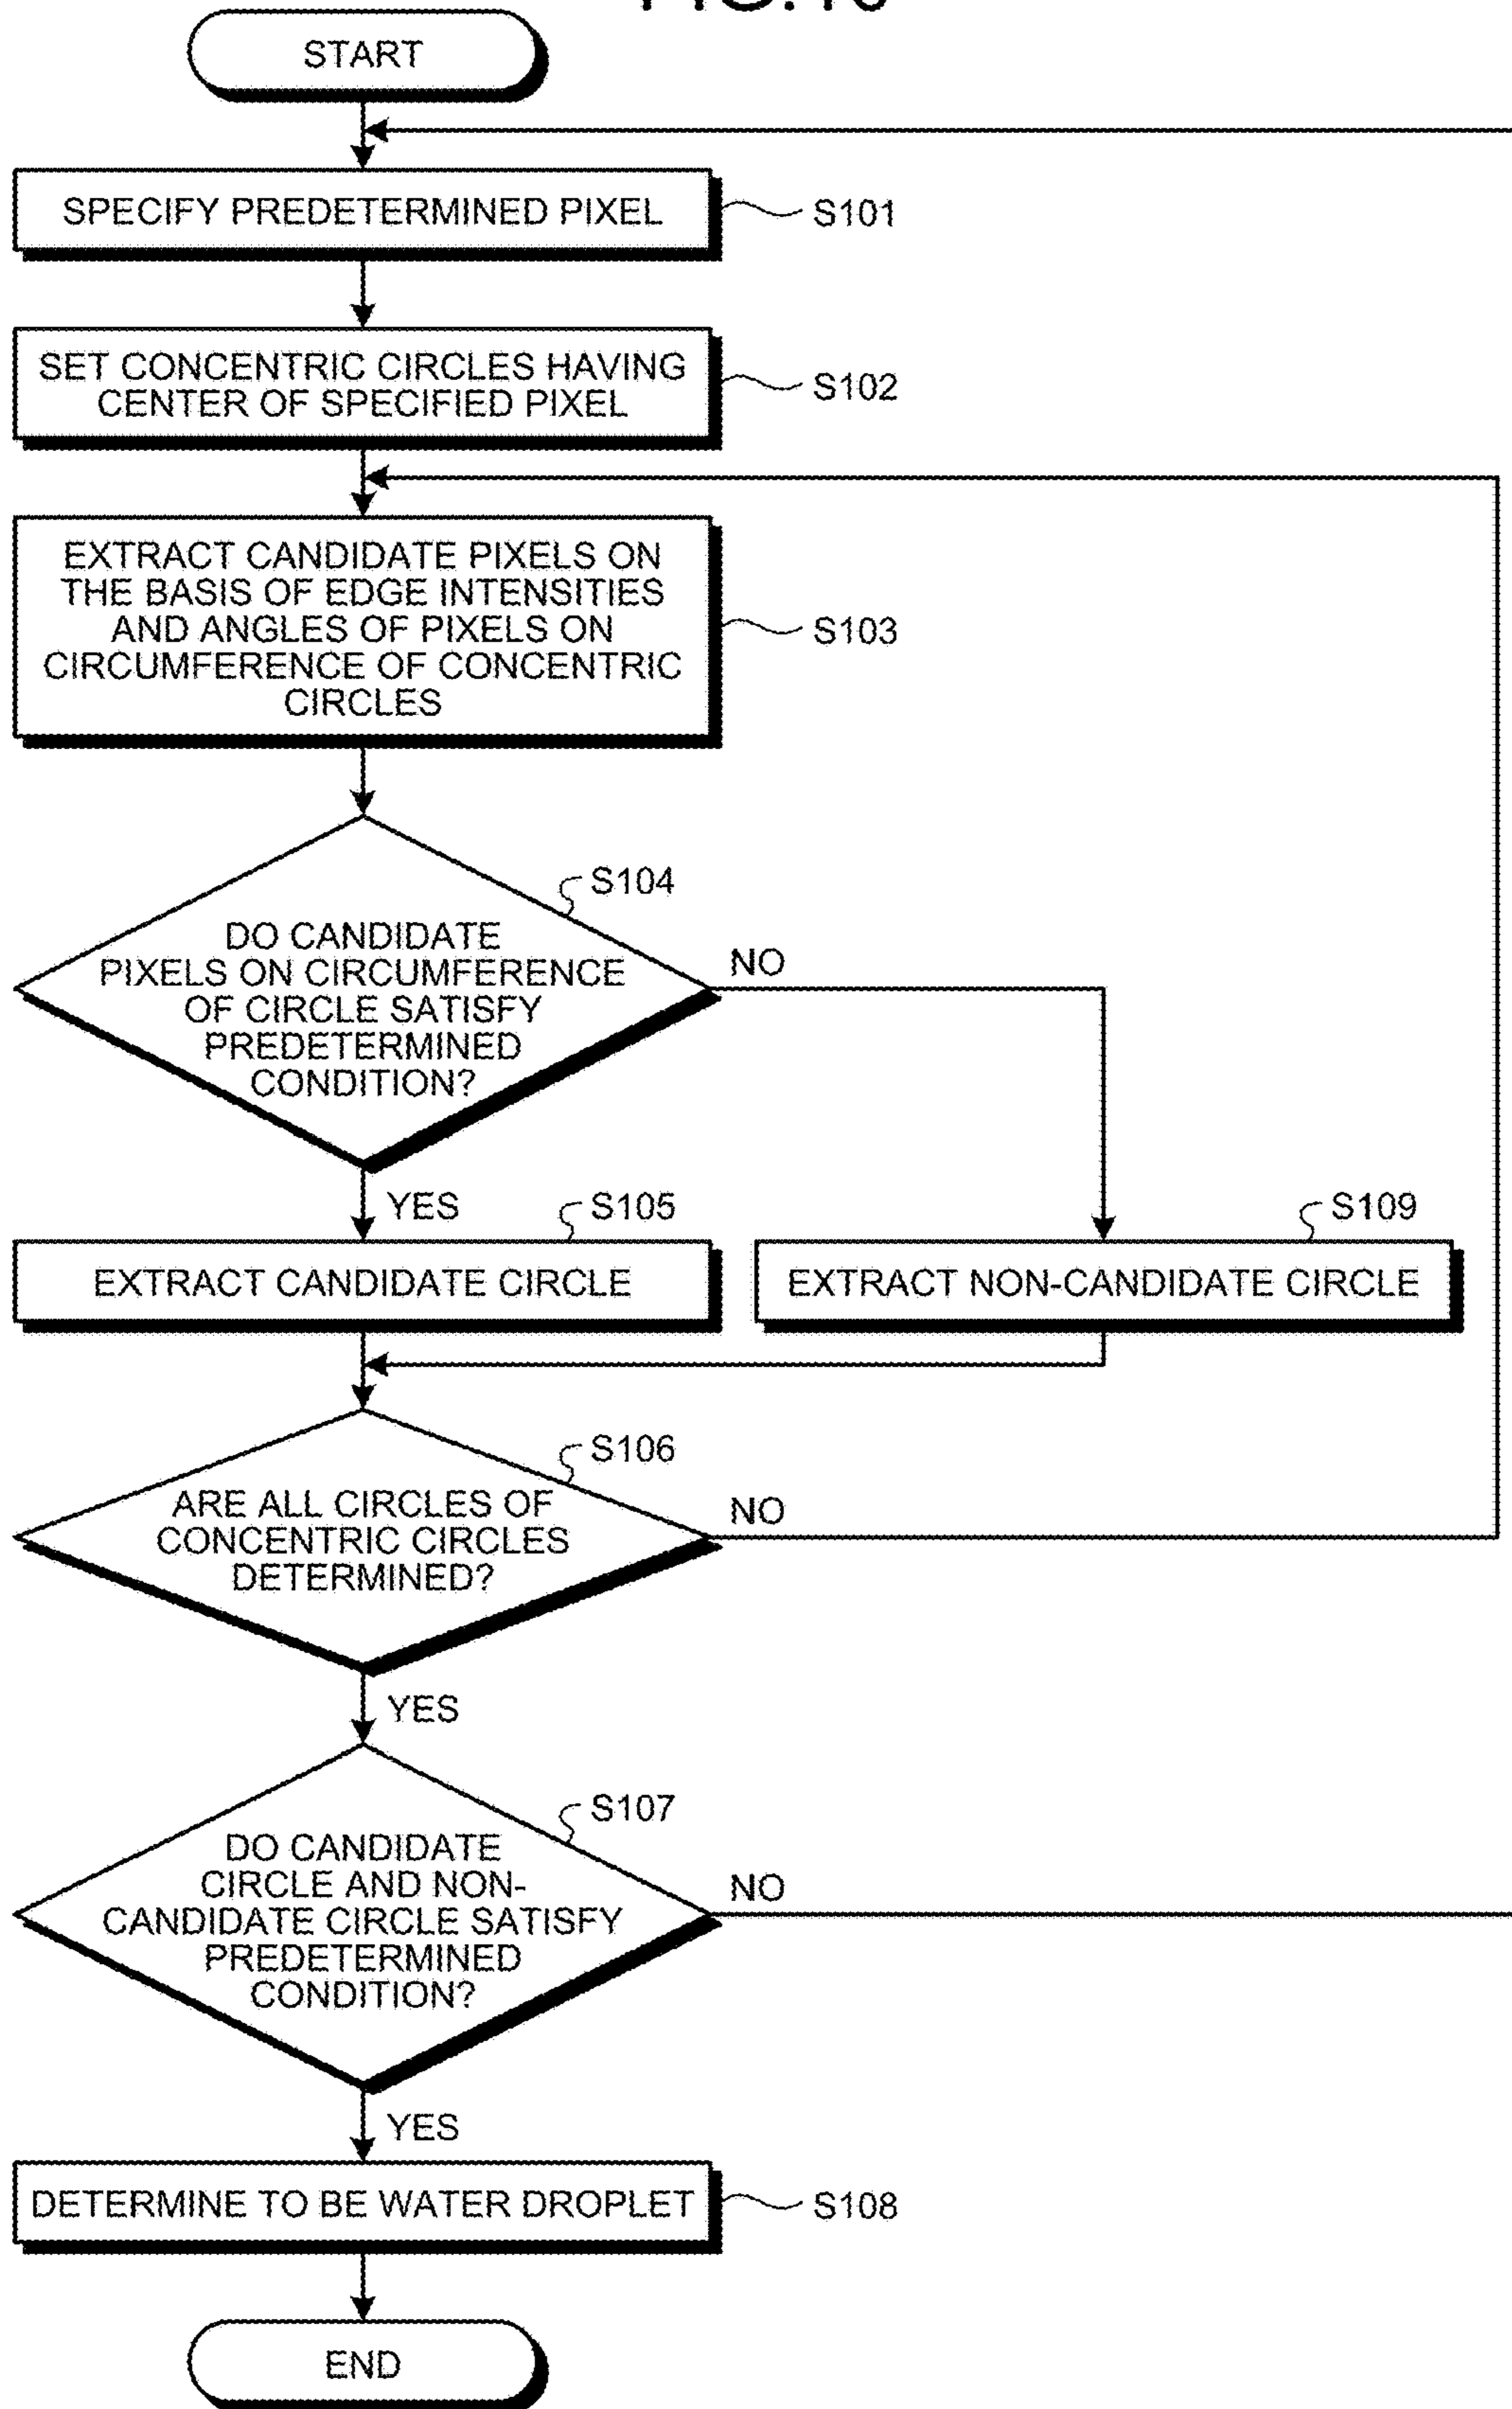 START
SPECIFY PREDETERMINED PIXEL
S101
SET CONCENTRIC CIRCLES HAVING
CENTER OF SPECIFIED PIXEL
S102
EXTRACT CANDIDATE PIXELS ON
THE BASIS OF EDGE INTENSITIES
AND ANGLES OF PIXELS ON
CIRCUMFERENCE OF CONCENTRIC
CIRCLES
S103
S104
DO CANDIDATE
PIXELS ON CIRCUMFERENCE
OF CIRCLE SATISFY
PREDETERMINED
CONDITION?
NO
YES
S105
EXTRACT CANDIDATE CIRCLE
S109
EXTRACT NON-CANDIDATE CIRCLE
S106
ARE ALL CIRCLES OF
CONCENTRIC CIRCLES
DETERMINED?
NO
YES
S107
DO CANDIDATE
CIRCLE AND NON-
CANDIDATE CIRCLE SATISFY
PREDETERMINED
CONDITION?
NO
YES
DETERMINE TO BE WATER DROPLET
S108
END